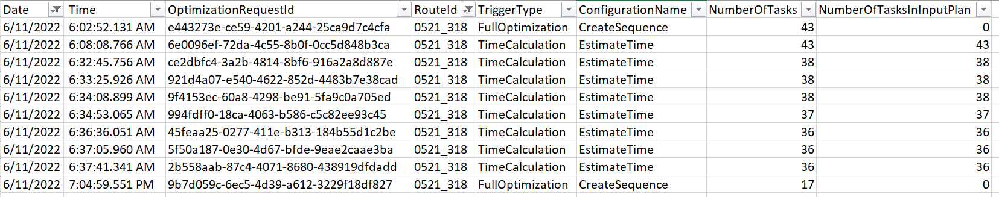 Date Time OptimizationRequestId RouteId TriggerType ConfigurationName NumberOfTasks NumberOfTasksInInputPlan
6/11/2022 6:02:52.131 AM e443273e-ce59-4201-a244-25ca9d7c4cfa 0521_318 FullOptimization CreateSequence 43 0
6/11/2022 6:08:08.766 AM 6e0096ef-72da-4c55-8b0f-0cc5d848b3ca 0521_318 TimeCalculation EstimateTime 43 43
6/11/2022 6:32:45.756 AM ce2dbfc4-3a2b-4814-8bf6-916a2a8d887e 0521_318 TimeCalculation EstimateTime 38 38
6/11/2022 6:33:25.926 AM 921d4a07-e540-4622-852d-4483b7e38cad 0521_318 TimeCalculation EstimateTime 38 38
6/11/2022 6:34:08.899 AM 9f4153ec-60a8-4298-be91-5fa9c0a705ed 0521_318 TimeCalculation EstimateTime 38 38
6/11/2022 6:34:53.065 AM 994fdff0-18ca-4063-b586-c5c82ee93c45 0521_318 TimeCalculation EstimateTime 37 37
6/11/2022 6:36:36.051 AM 45feaa25-0277-411e-b313-184b55d1c2be 0521_318 TimeCalculation EstimateTime 36 36
6/11/2022 6:37:05.960 AM 5f50a187-0e30-4d67-bfde-9eae2caae3ba 0521_318 TimeCalculation EstimateTime 36 36
6/11/2022 6:37:41.341 AM 2b558aab-87c4-4071-8680-438919dfdadd 0521_318 TimeCalculation EstimateTime 36 36
6/11/2022 7:04:59.551 PM 9b7d059c-6ec5-4d39-a612-3229f18df827 0521_318 FullOptimization CreateSequence 17 0